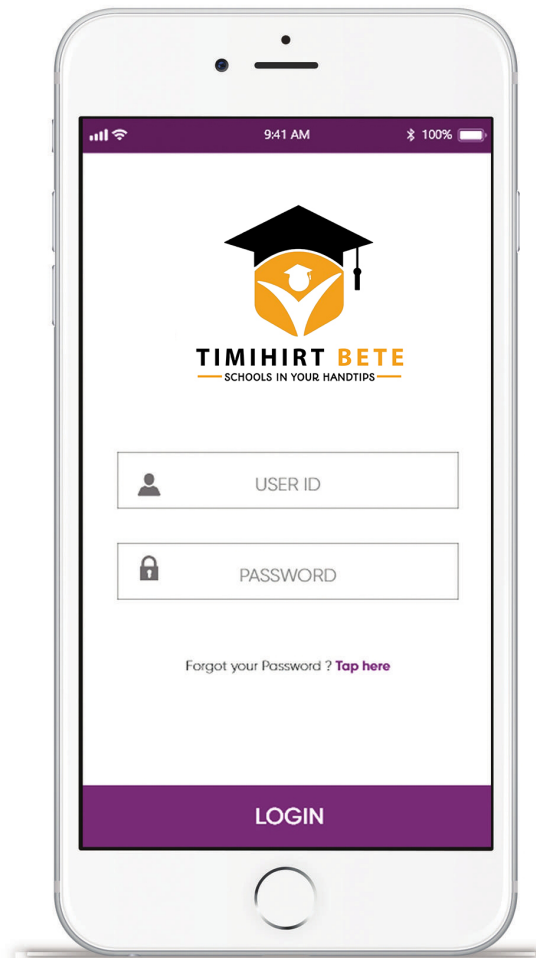 9:41 AM 100%
TIMIHIRT BETE
SCHOOLS IN YOUR HANDTIPS
USER ID
PASSWORD
Forgot your Password ? Tap here
LOGIN